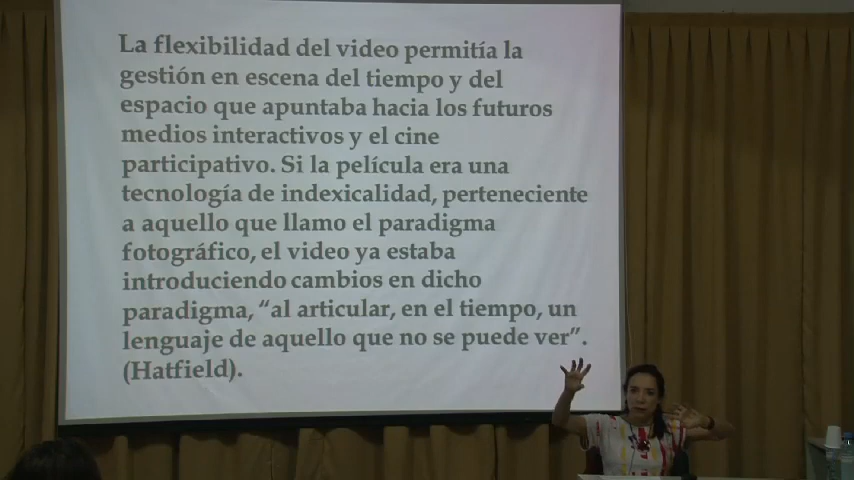 La flexibilidad del video permitía la
gestión en escena del tiempo y del
espacio que apuntaba hacia los futuros
medios interactivos y el cine
participativo. Si la película era una
tecnología de indexicalidad, perteneciente
a aquello que llamo el paradigma
fotográfico, el video ya estaba
introduciendo cambios en dicho
paradigma, “al articular, en el tiempo, un
lenguaje de aquello que no se puede ver”.
(Hatfield).